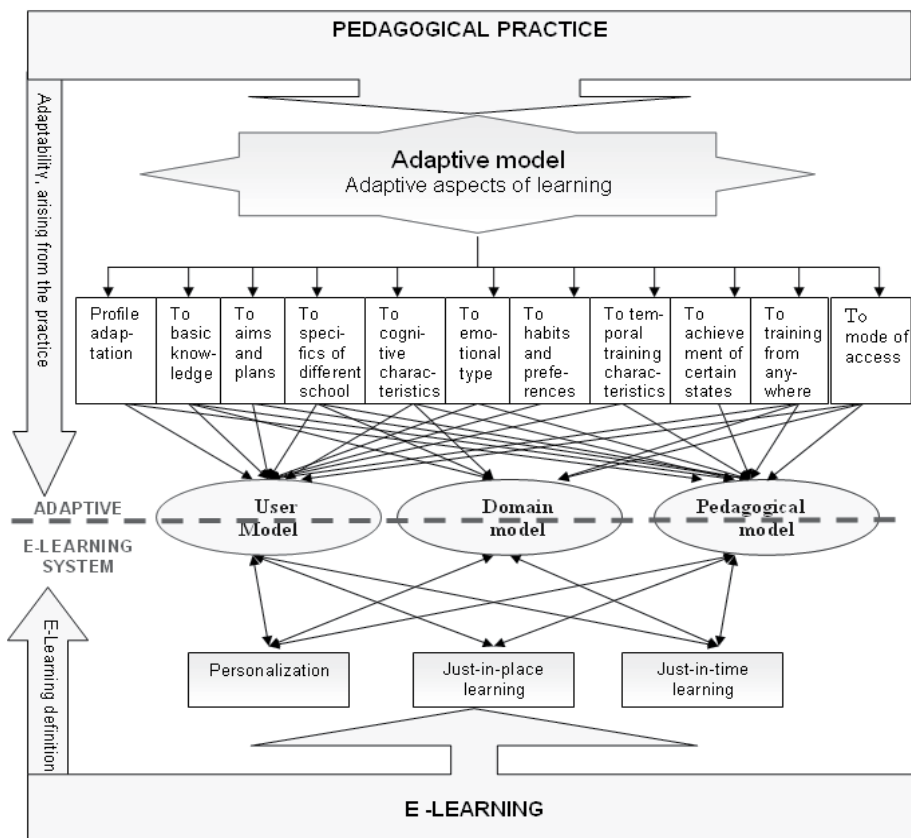 PEDAGOGICAL PRACTICE
Adaptability, arising from the practice
Adaptive model
Adaptive aspects of learning
Profile
adap-
tation
To
basic
know-
ledge
To
aims
and
plans
To
speci-
fics of
different
school
To
cogni-
tive
charac-
teristics
To
emo-
tional
type
To
habits
and
prefe-
rences
To tem-
poral
training
charac-
teristics
To
achieve
ment of
certain
states
To
training
from
any-
where
To
mode of
access
ADAPTIVE
E-LEARNING
SYSTEM
User
Model
Domain
model
Pedagogical
model
E-Learning definition
Personalization
Just-in-place
learning
Just-in-time
learning
E -LEARNING